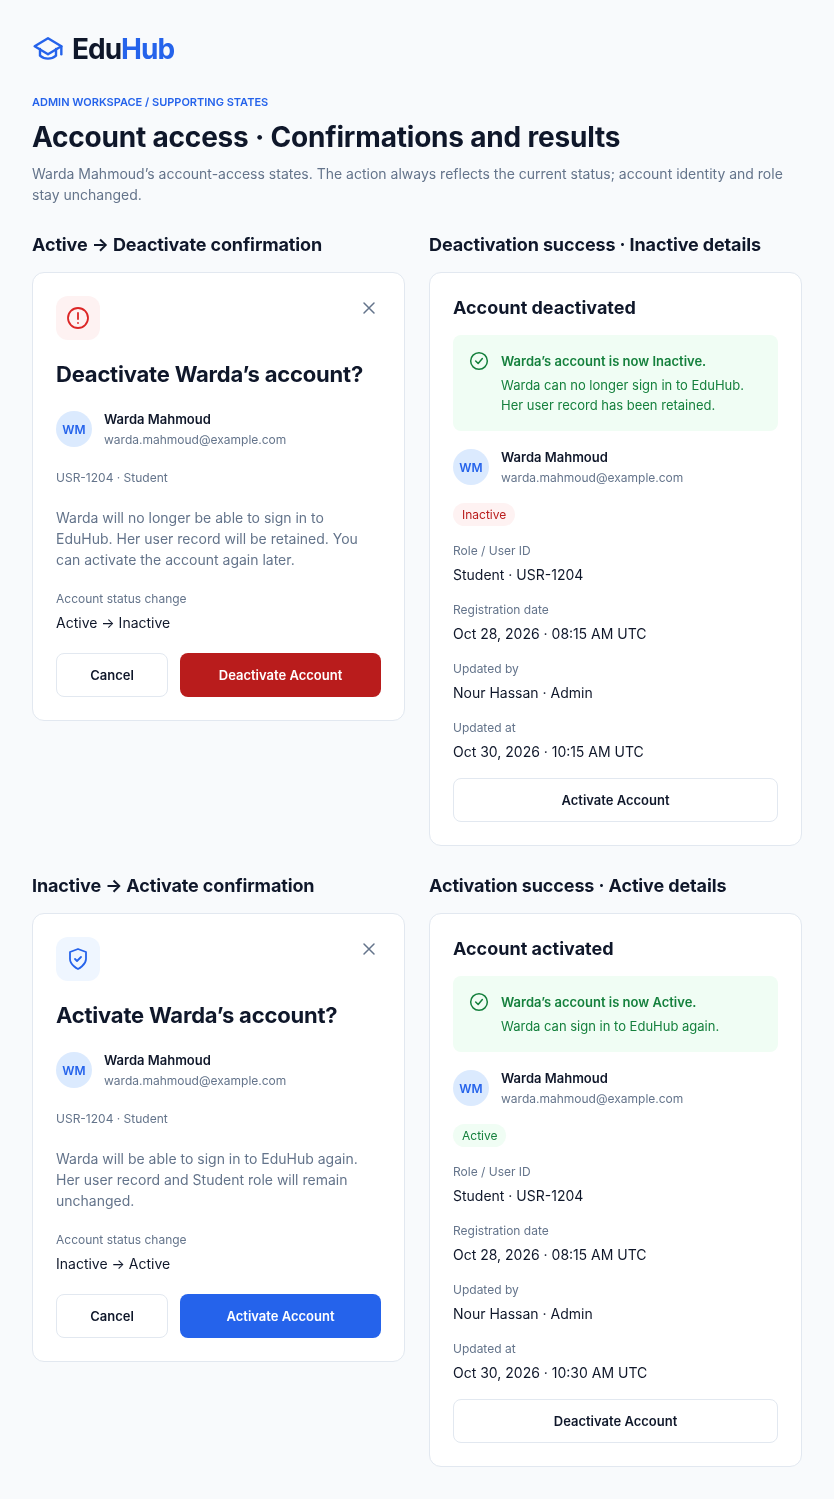 EduHub
ADMIN WORKSPACE / SUPPORTING STATES
Account access · Confirmations and results
Warda Mahmoud’s account-access states. The action always reflects the current status; account identity and role
stay unchanged.
Active → Deactivate confirmation
Deactivate Warda’s account?
WM
Warda Mahmoud
warda.mahmoud@example.com
USR-1204 · Student
Warda will no longer be able to sign in to
EduHub. Her user record will be retained. You
can activate the account again later.
Account status change
Active → Inactive
Cancel
Deactivate Account
Deactivation success · Inactive details
Account deactivated
Warda’s account is now Inactive.
Warda can no longer sign in to EduHub.
Her user record has been retained.
WM
Warda Mahmoud
warda.mahmoud@example.com
Inactive
Role / User ID
Student · USR-1204
Registration date
Oct 28, 2026 · 08:15 AM UTC
Updated by
Nour Hassan · Admin
Updated at
Oct 30, 2026 · 10:15 AM UTC
Activate Account
Inactive → Activate confirmation
Activate Warda’s account?
WM
Warda Mahmoud
warda.mahmoud@example.com
USR-1204 · Student
Warda will be able to sign in to EduHub again.
Her user record and Student role will remain
unchanged.
Account status change
Inactive → Active
Cancel
Activate Account
Activation success · Active details
Account activated
Warda’s account is now Active.
Warda can sign in to EduHub again.
WM
Warda Mahmoud
warda.mahmoud@example.com
Active
Role / User ID
Student · USR-1204
Registration date
Oct 28, 2026 · 08:15 AM UTC
Updated by
Nour Hassan · Admin
Updated at
Oct 30, 2026 · 10:30 AM UTC
Deactivate Account